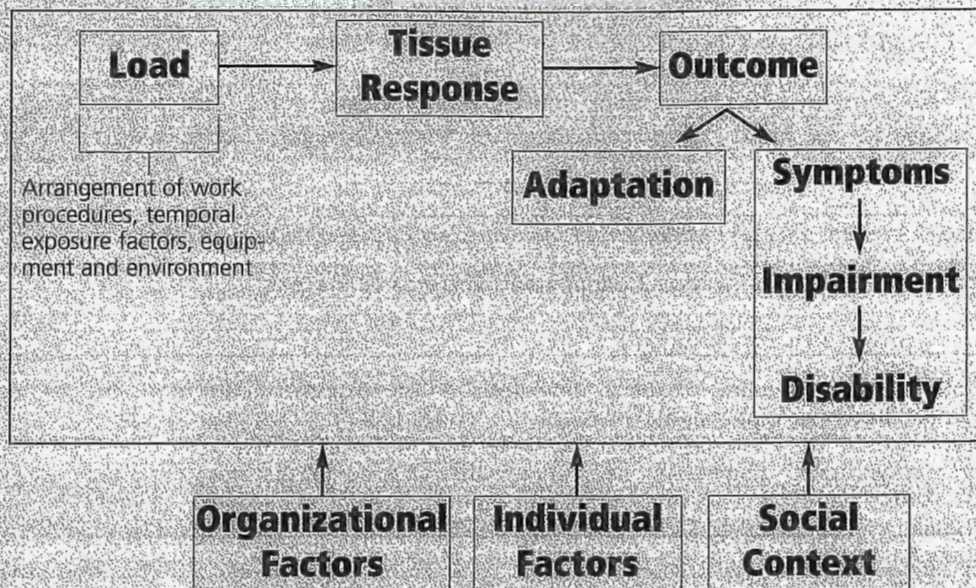 Load
Tissue
Response
Outcome
Adaptation
Symptoms
Impairment
Disability
Arrangement of work
procedures, temporal
exposure factors, equip-
ment and environment
Organizational
Factors
Individual
Factors
Social
Context